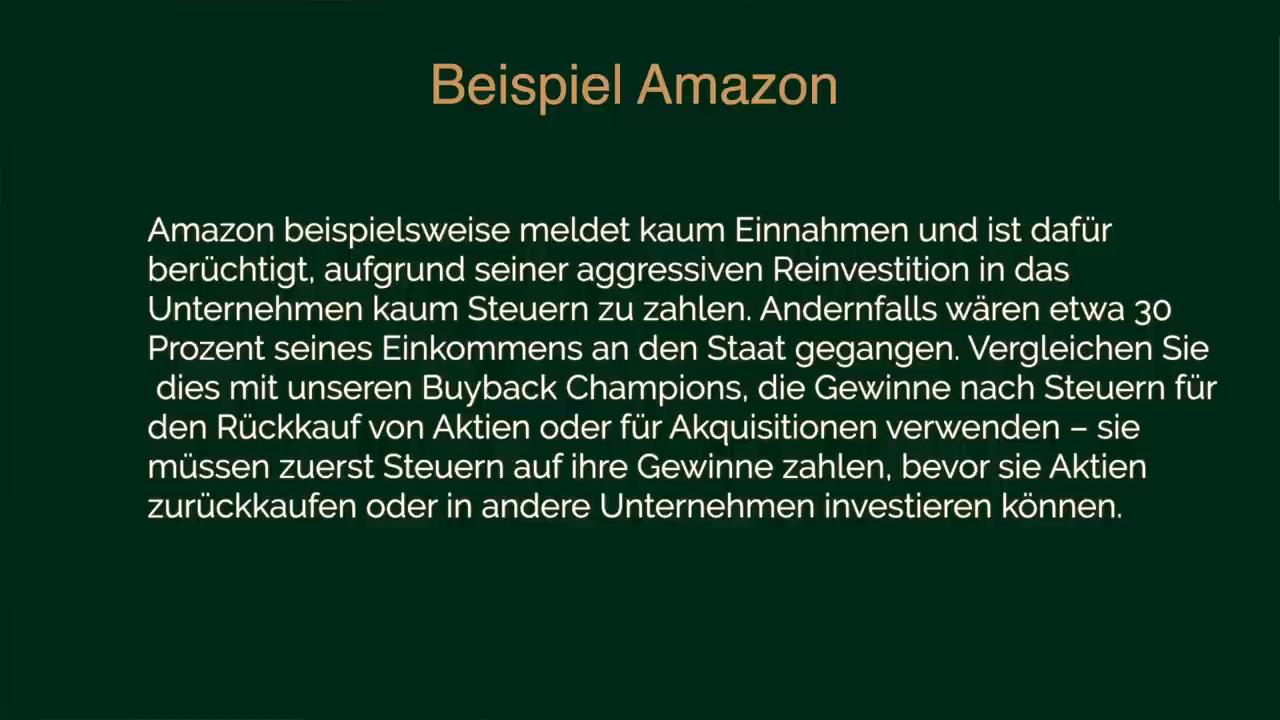 Beispiel Amazon
Amazon beispielsweise meldet kaum Einnahmen und ist dafür
berüchtigt, aufgrund seiner aggressiven Reinvestition in das
Unternehmen kaum Steuern zu zahlen. Andernfalls wären etwa 30
Prozent seines Einkommens an den Staat gegangen. Vergleichen Sie
dies mit unseren Buyback Champions, die Gewinne nach Steuern für
den Rückkauf von Aktien oder für Akquisitionen verwenden – sie
müssen zuerst Steuern auf ihre Gewinne zahlen, bevor sie Aktien
zurückkaufen oder in andere Unternehmen investieren können.